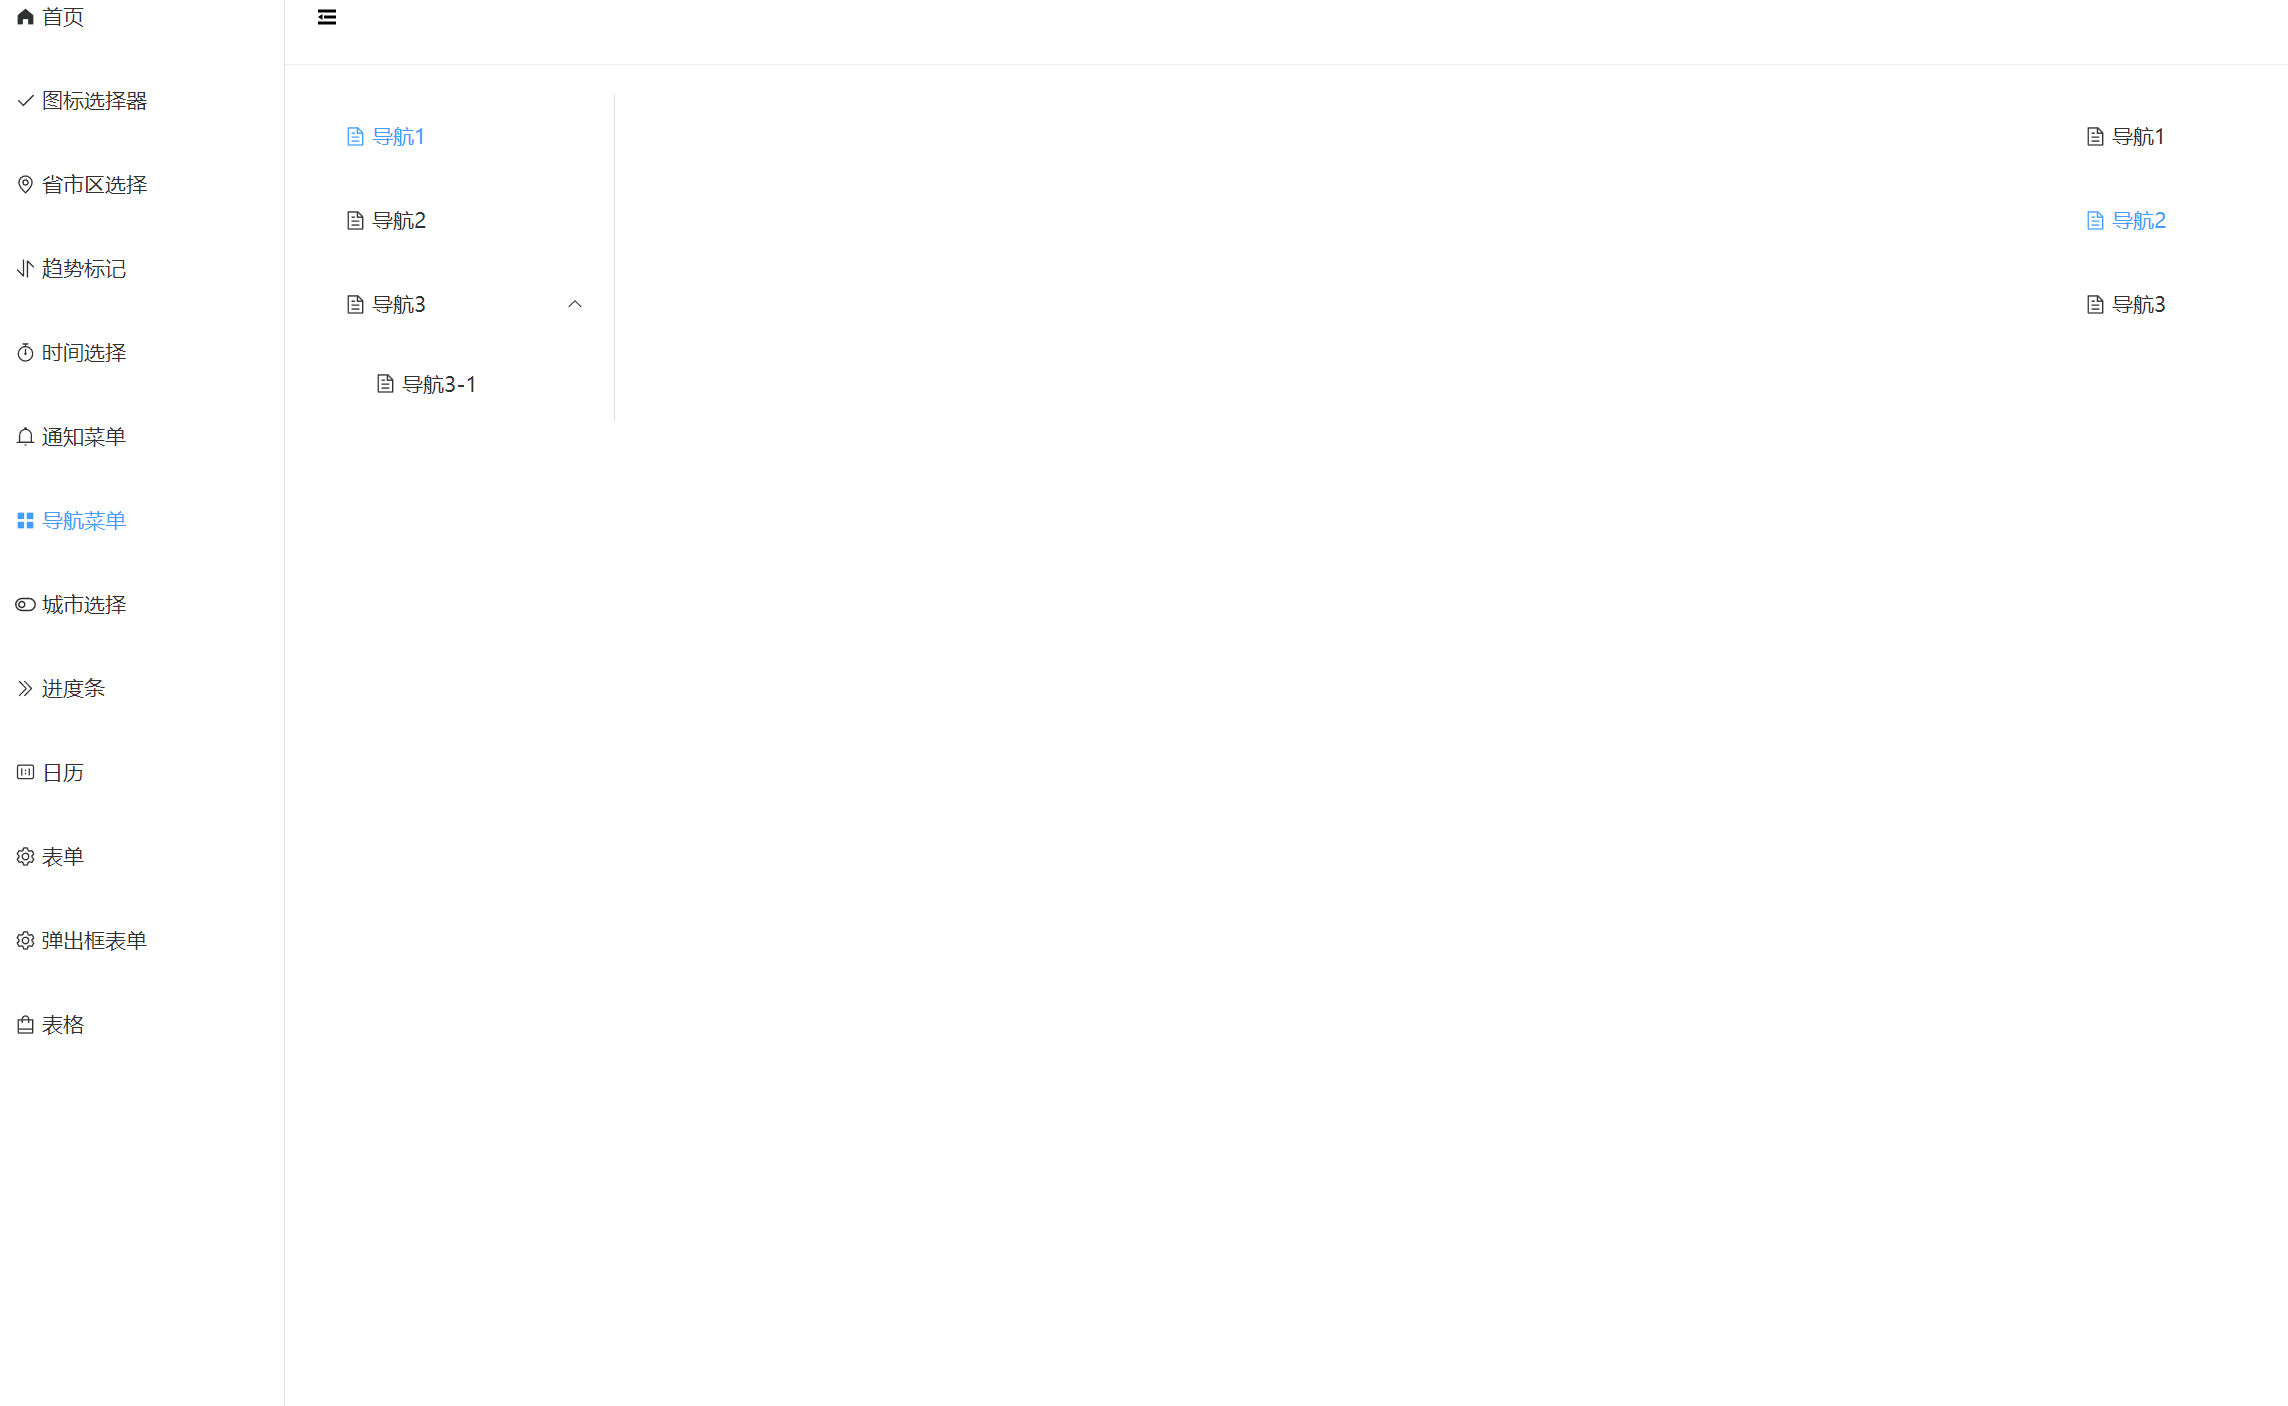 首页
图标选择器
省市区选择
趋势标记
时间选择
通知菜单
导航菜单
城市选择
进度条
日历
表单
弹出框表单
表格
导航1
导航2
导航3
导航3-1
导航1
导航2
导航3